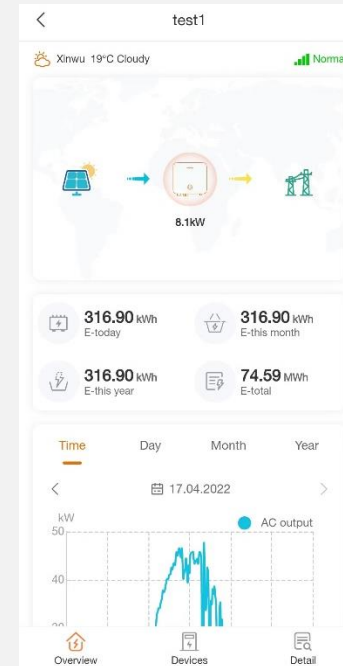 test1
Xinwu 19°C Cloudy
Norma
8.1kW
316.90 kWh
E-today
316.90 kWh
E-this month
316.90 kWh
E-this year
74.59 MWh
E-total
Time Day Month Year
17.04.2022
kW
AC output
50
40
Overview Devices Detail